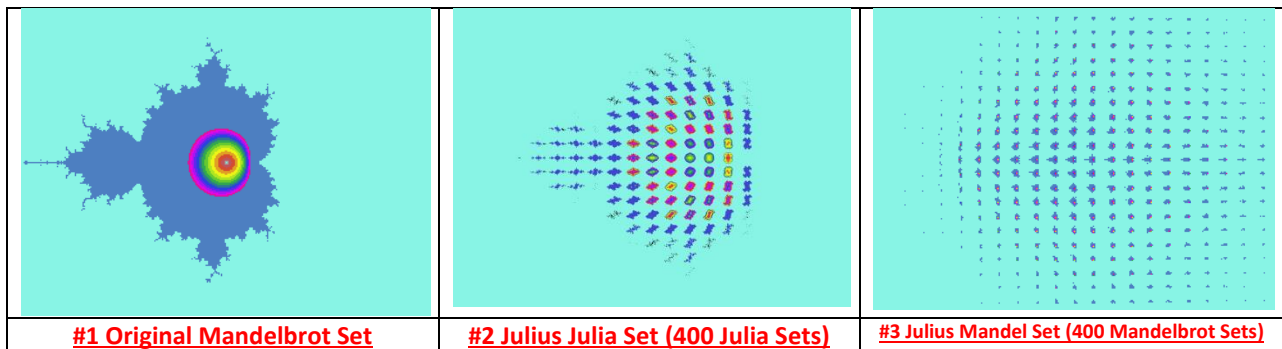 #1 Original Mandelbrot Set
#2 Julius Julia Set (400 Julia Sets)
#3 Julius Mandel Set (400 Mandelbrot Sets)